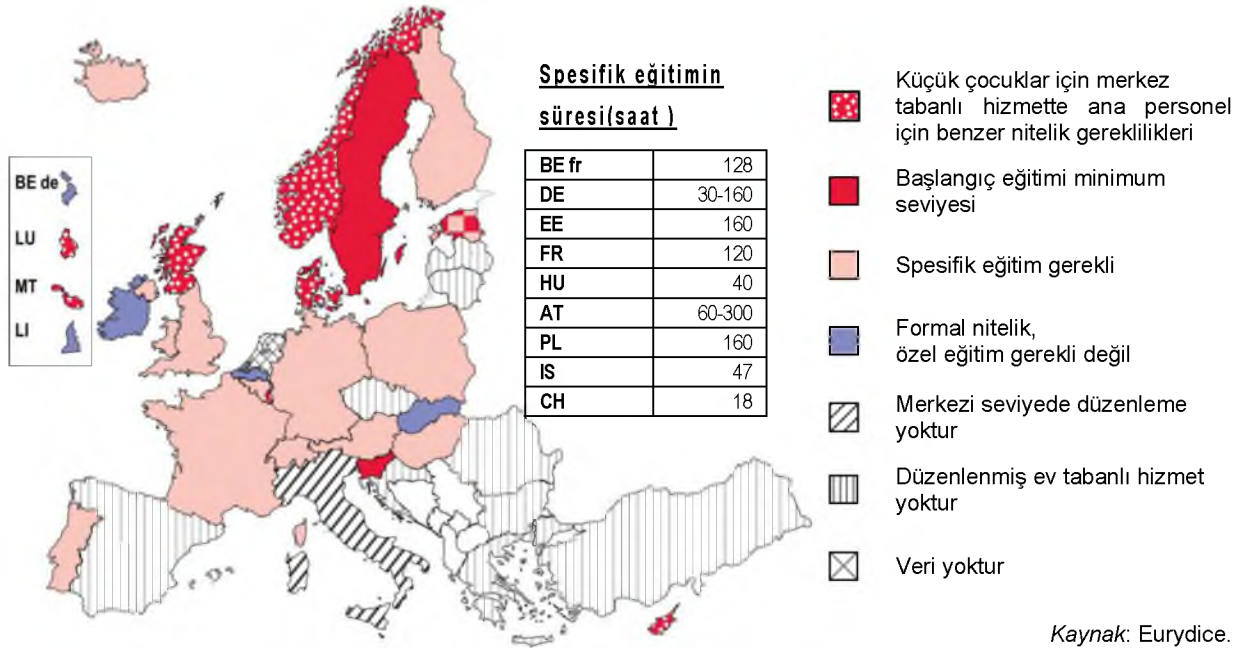 BE de
LU
MT
LI
Spesifik eğitimin
süresi(saat )
BE fr 128
DE 30-160
EE 160
FR 120
HU 40
AT 60-300
PL 160
IS 47
CH 18
Küçük çocuklar için merkez
tabanlı hizmette ana personel
için benzer nitelik gereklilikleri
Başlangıç eğitimi minimum
seviyesi
Spesifik eğitim gerekli
Formal nitelik,
özel eğitim gerekli değil
Merkezi seviyede düzenleme
yoktur
Düzenlenmiş ev tabanlı hizmet
yoktur
Veri yoktur
Kaynak: Eurydice.